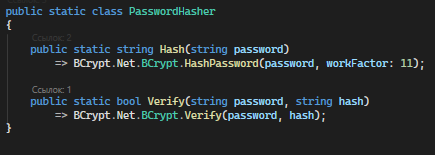 public static class PasswordHasher
{
Ссылок: 2
public static string Hash(string password)
=> BCrypt.Net.BCrypt.HashPassword(password, workFactor: 11);
Ссылок: 1
public static bool Verify(string password, string hash)
=> BCrypt.Net.BCrypt.Verify(password, hash);
}